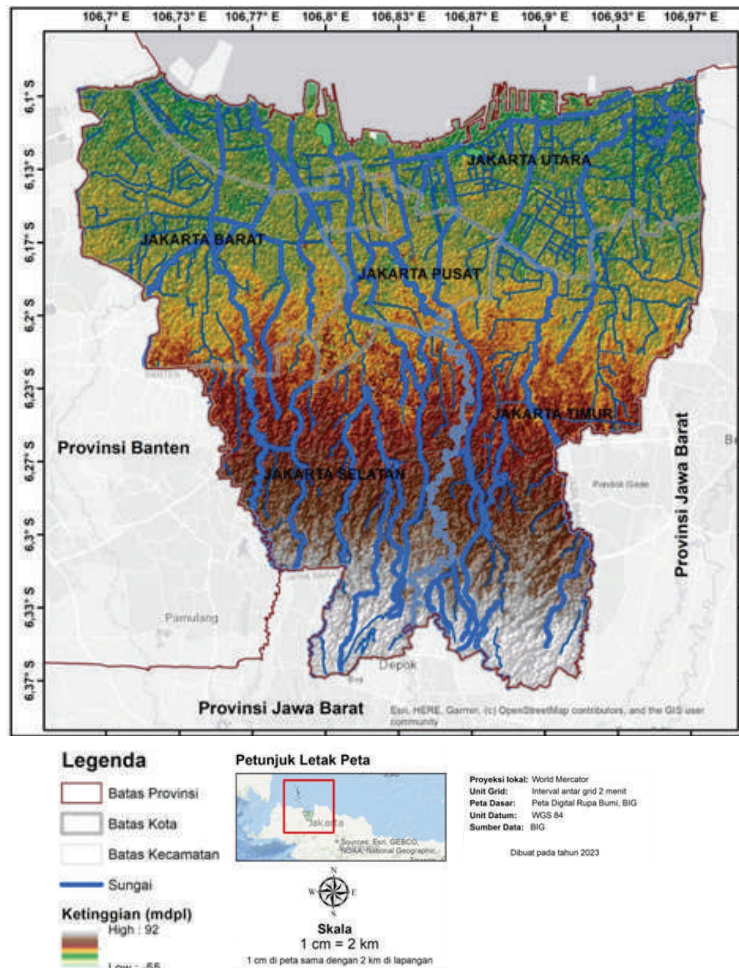 106,7° E 106,73° E 106,77° E 106,8° E 106,83° E 106,87° E 106,9° E 106,93° E 106,97° E
6,1° S
6,13° S
6,17° S
6,2° S
6,23° S
6,27° S
6,3° S
6,33° S
6,37° S
JAKARTA UTARA
JAKARTA BARAT
JAKARTA PUSAT
BANTEN
JAKARTA TIMUR
Provinsi Banten
JAKARTA SELATAN
Provinsi Jawa Barat
Pondok Gede
Pamulang
Depok
Provinsi Jawa Barat
Esri, HERE, Garmin, (c) OpenStreetMap contributors, and the GIS user
community
Legenda
Batas Provinsi
Batas Kota
Batas Kecamatan
Sungai
Ketinggian (mdpl)
High : 92
Low : -55
Petunjuk Letak Peta
Jakarta
Sources: Esri, GEBCO,
NOAA, National Geographic,
N
W E
S
Skala
1 cm = 2 km
1 cm di peta sama dengan 2 km di lapangan
Proyeksi lokal: World Mercator
Unit Grid: Interval antar grid 2 menit
Peta Dasar: Peta Digital Rupa Bumi, BIG
Unit Datum: WGS 84
Sumber Data: BIG
Dibuat pada tahun 2023